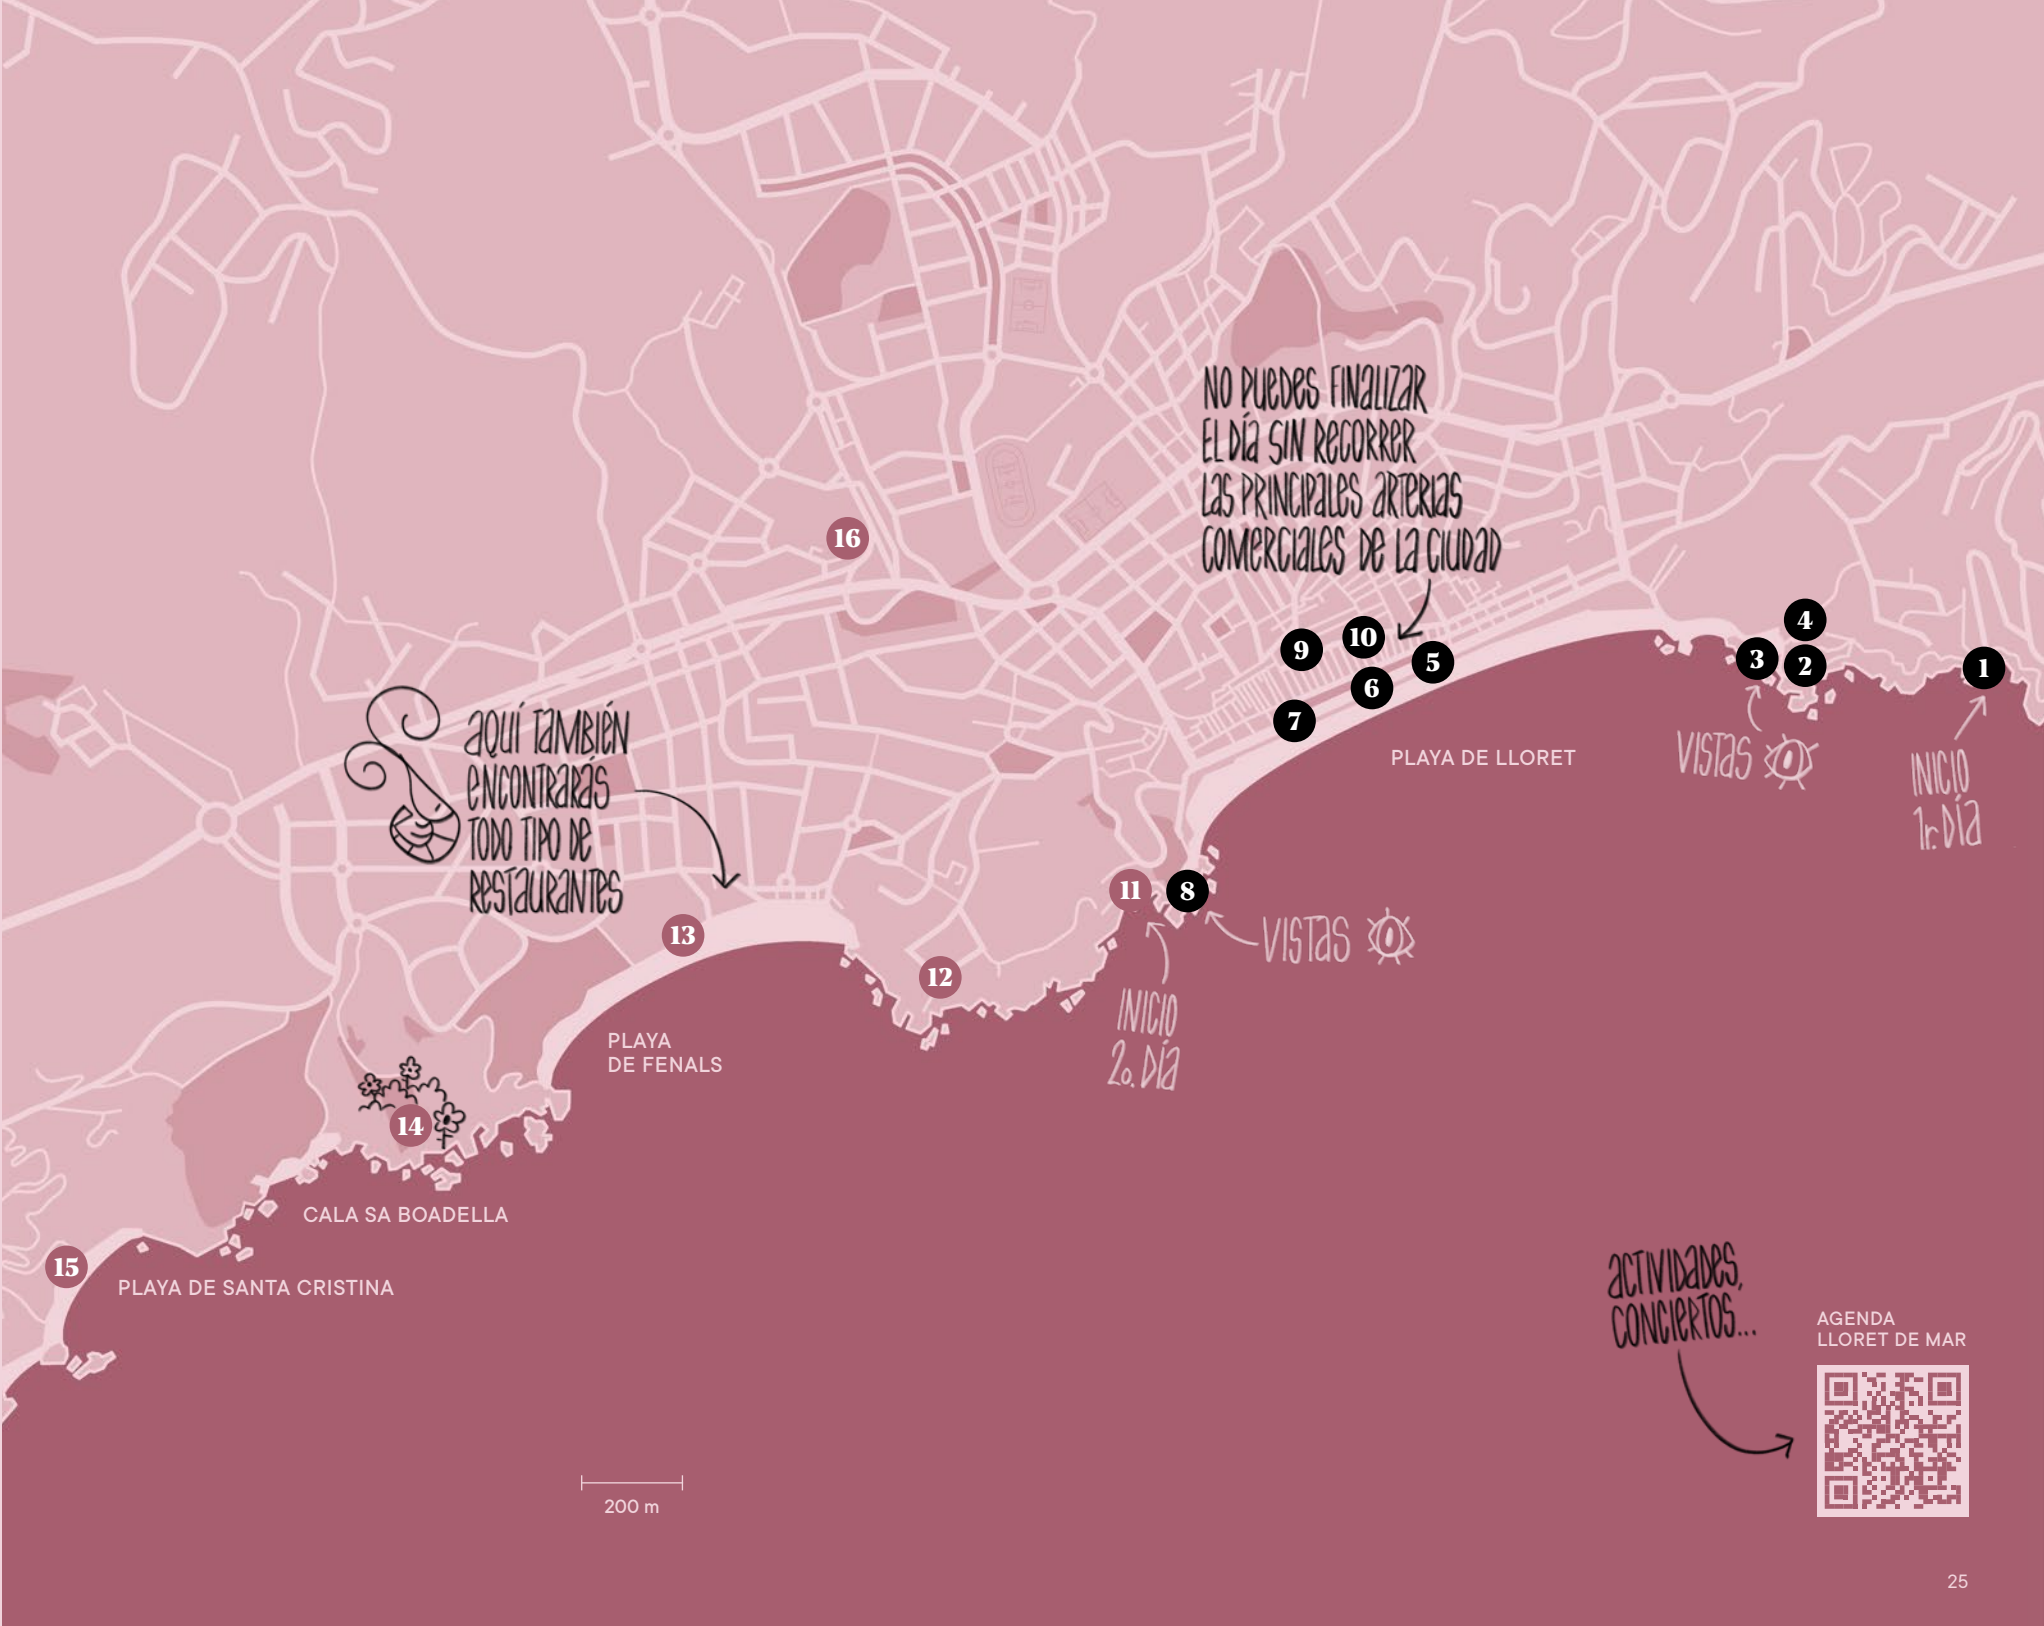 NO PUEDES FINALIZAR
EL DÍA SIN RECORRER
LAS PRINCIPALES ARTERIAS
COMERCIALES DE LA CIUDAD
16
4
10
9
5
3
2
1
6
7
AQUÍ TAMBIÉN
ENCONTRARÁS
TODO TIPO DE
RESTAURANTES
PLAYA DE LLORET
VISTAS
INICIO
1r. DÍA
11
8
13
VISTAS
12
INICIO
2o. DÍA
PLAYA
DE FENALS
14
CALA SA BOADELLA
15
PLAYA DE SANTA CRISTINA
ACTIVIDADES,
CONCIERTOS...
AGENDA
LLORET DE MAR
200 m
25